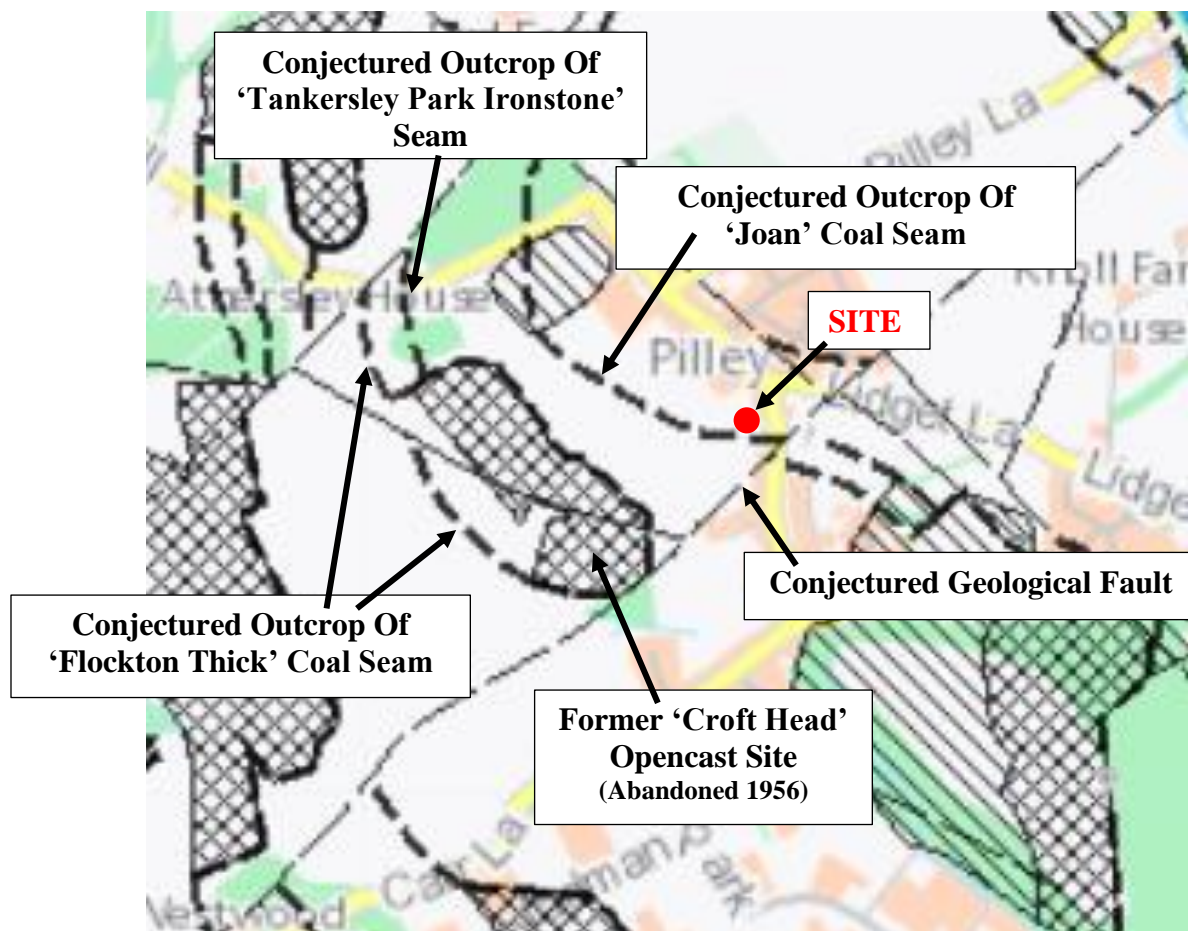 Conjectured Outcrop Of
‘Tankersley Park Ironstone’
Seam
Pilley La
Conjectured Outcrop Of
‘Joan’ Coal Seam
Knoll Far
House
Attersley House
SITE
Pilley
Lidget La
Lidget
Conjectured Geological Fault
Conjectured Outcrop Of
‘Flockton Thick’ Coal Seam
Former ‘Croft Head’
Opencast Site
(Abandoned 1956)
Carr La
Park
Westwood